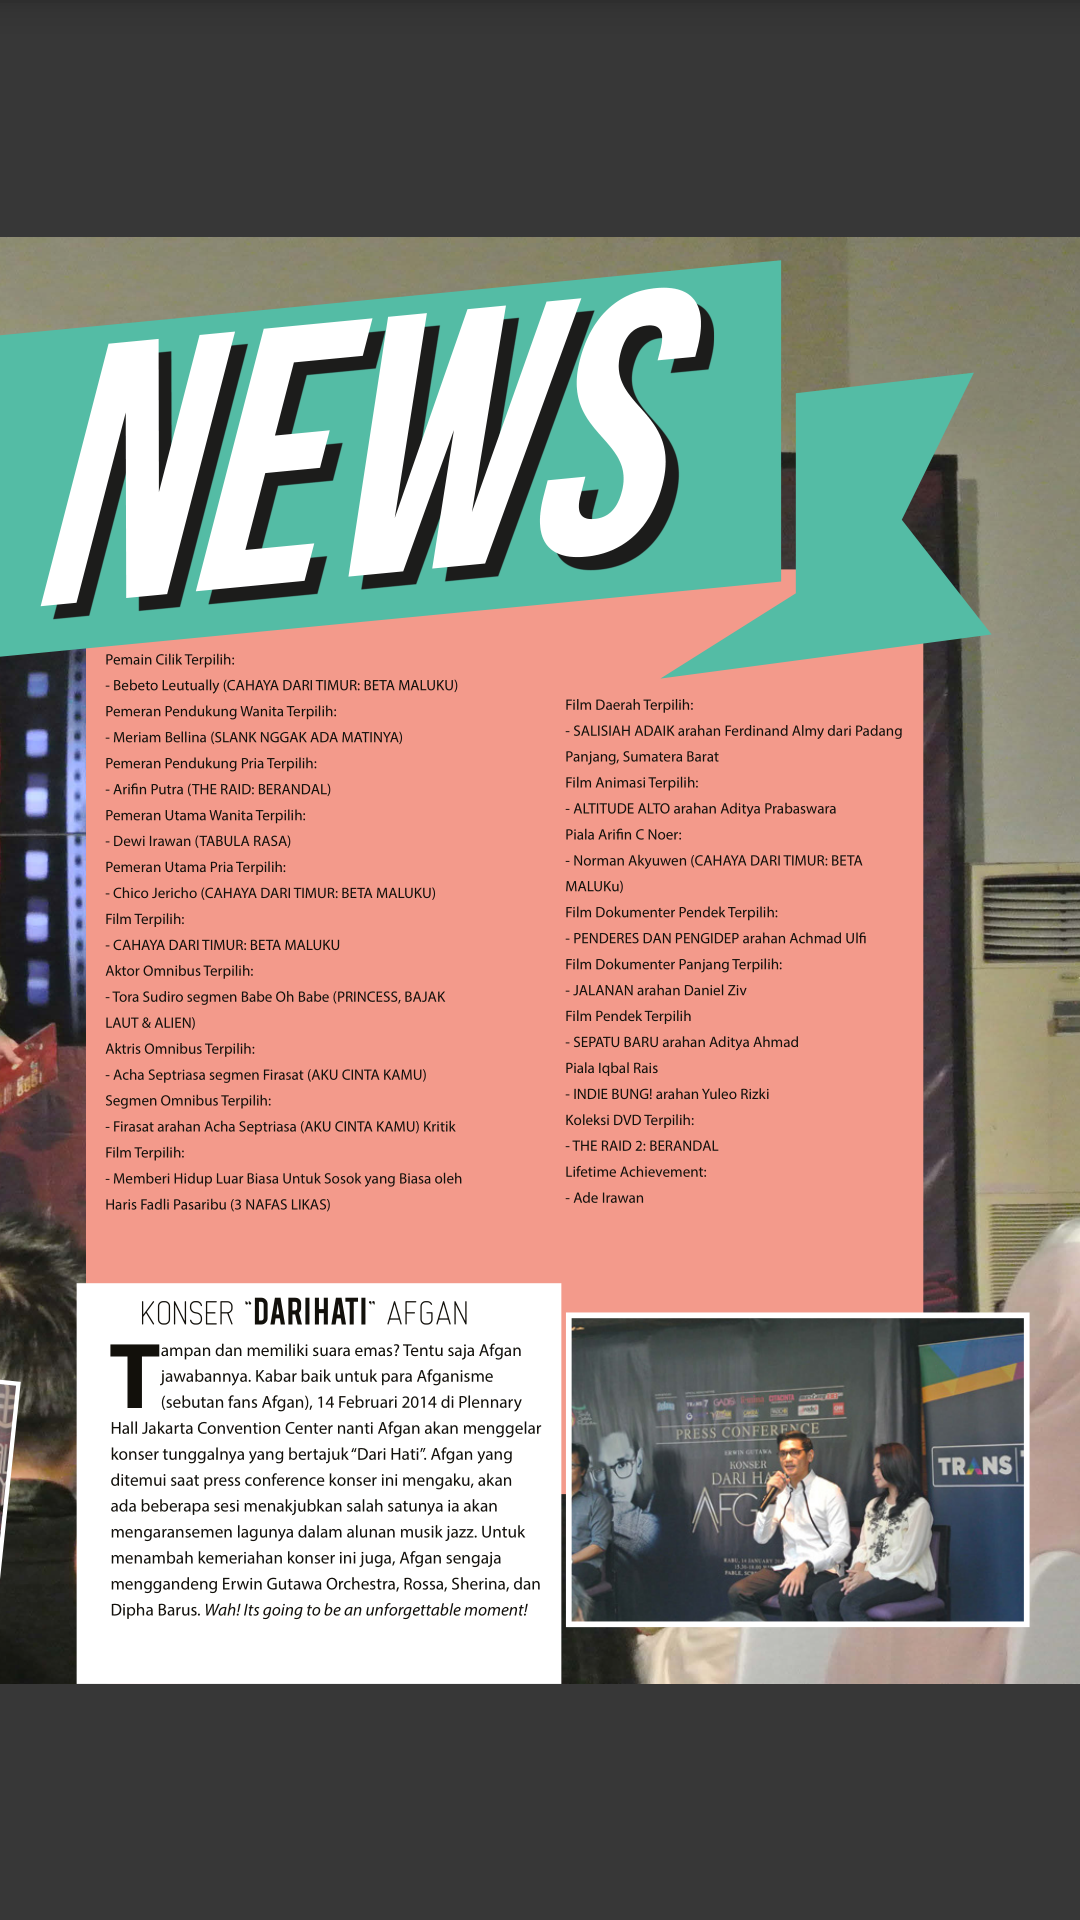 NEWS
Pemain Cilik Terpilih:
- Bebeto Leutually (CAHAYA DARI TIMUR: BETA MALUKU)
Pemeran Pendukung Wanita Terpilih:
- Meriam Bellina (SLANK NGGAK ADA MATINYA)
Pemeran Pendukung Pria Terpilih:
- Arifin Putra (THE RAID: BERANDAL)
Pemeran Utama Wanita Terpilih:
- Dewi Irawan (TABULA RASA)
Pemeran Utama Pria Terpilih:
- Chico Jericho (CAHAYA DARI TIMUR: BETA MALUKU)
Film Terpilih:
- CAHAYA DARI TIMUR: BETA MALUKU
Aktor Omnibus Terpilih:
- Tora Sudiro segmen Babe Oh Babe (PRINCESS, BAJAK
LAUT & ALIEN)
Aktris Omnibus Terpilih:
- Acha Septriasa segmen Firasat (AKU CINTA KAMU)
Segmen Omnibus Terpilih:
- Firasat arahan Acha Septriasa (AKU CINTA KAMU) Kritik
Film Terpilih:
- Memberi Hidup Luar Biasa Untuk Sosok yang Biasa oleh
Haris Fadli Pasaribu (3 NAFAS LIKAS)
Film Daerah Terpilih:
- SALISIAH ADAIK arahan Ferdinand Almy dari Padang
Panjang, Sumatera Barat
Film Animasi Terpilih:
- ALTITUDE ALTO arahan Aditya Prabaswara
Piala Arifin C Noer:
- Norman Akyuwen (CAHAYA DARI TIMUR: BETA
MALUKu)
Film Dokumenter Pendek Terpilih:
- PENDERES DAN PENGIDEP arahan Achmad Ulfi
Film Dokumenter Panjang Terpilih:
- JALANAN arahan Daniel Ziv
Film Pendek Terpilih
- SEPATU BARU arahan Aditya Ahmad
Piala Iqbal Rais
- INDIE BUNG! arahan Yuleo Rizki
Koleksi DVD Terpilih:
- THE RAID 2: BERANDAL
Lifetime Achievement:
- Ade Irawan
KONSER "DARIHATI" AFGAN
Tampan dan memiliki suara emas? Tentu saja Afgan
jawabannya. Kabar baik untuk para Afganisme
(sebutan fans Afgan), 14 Februari 2014 di Plennary
Hall Jakarta Convention Center nanti Afgan akan menggelar
konser tunggalnya yang bertajuk “Dari Hati”. Afgan yang
ditemui saat press conference konser ini mengaku, akan
ada beberapa sesi menakjubkan salah satunya ia akan
mengaransemen lagunya dalam alunan musik jazz. Untuk
menambah kemeriahan konser ini juga, Afgan sengaja
menggandeng Erwin Gutawa Orchestra, Rossa, Sherina, dan
Dipha Barus. Wah! Its going to be an unforgettable moment!
PRESS CONFERENCE
ERWIN GUTAWA
KONSER
DARI HA
AFG
TRANS